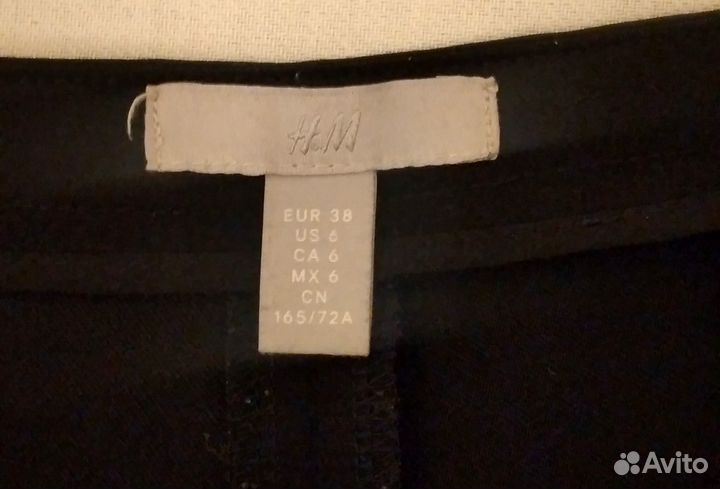 H&M
EUR 38
US 6
CA 6
MX 6
CN
165/72A
Avito